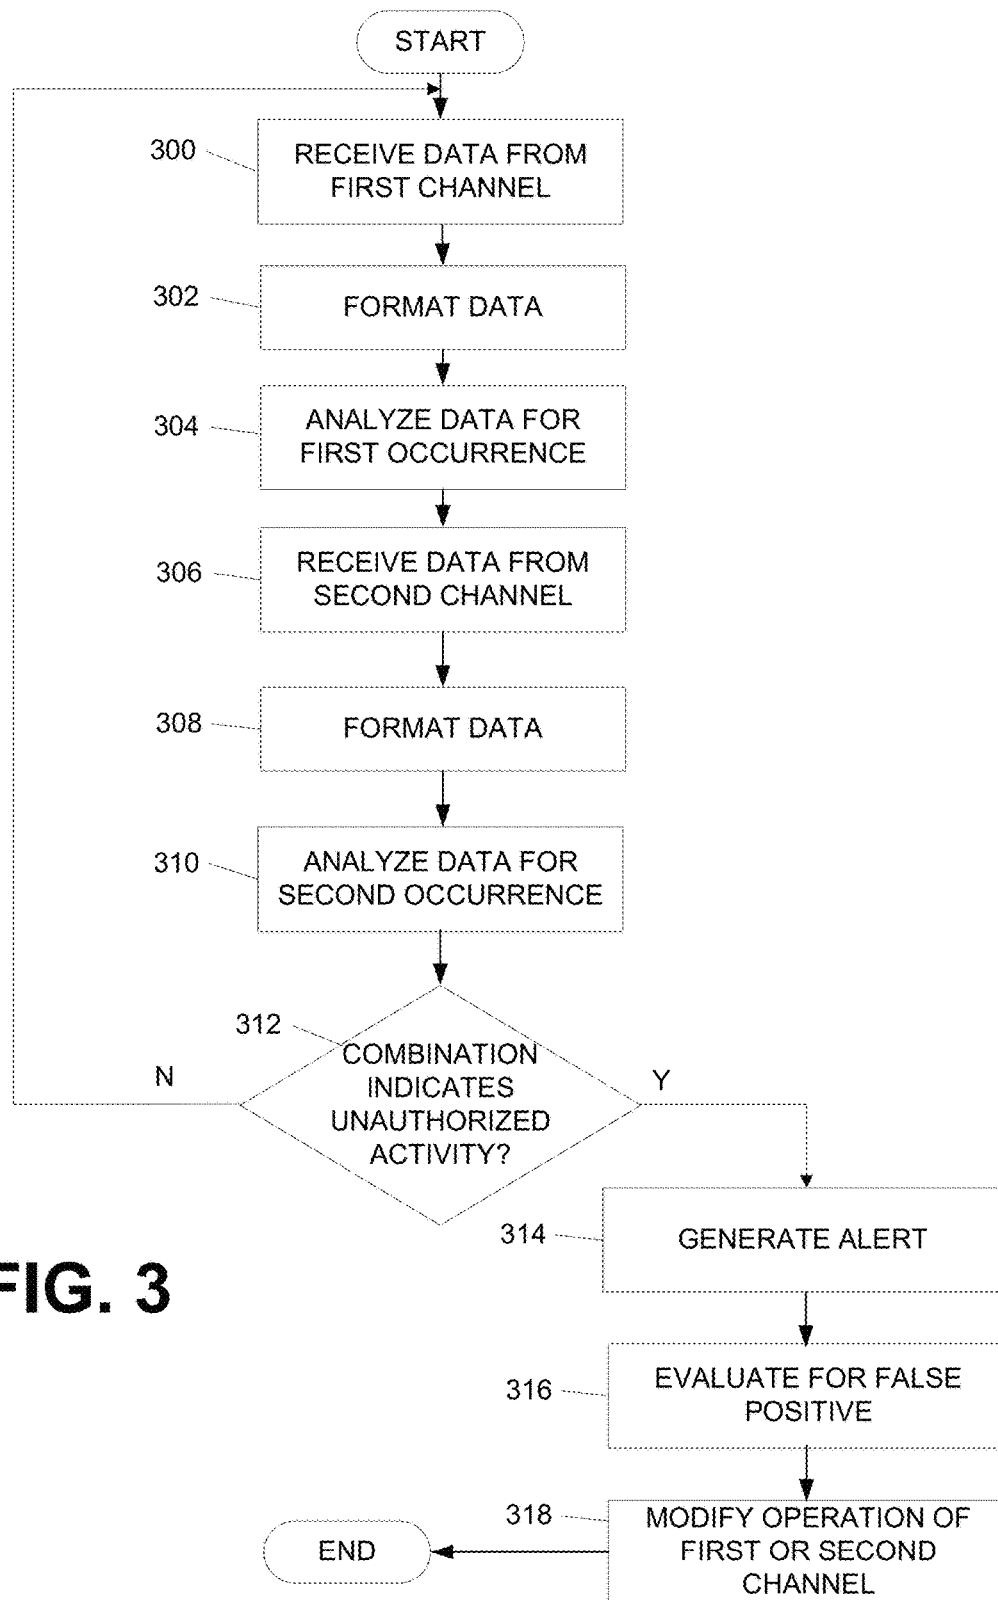 START
300
RECEIVE DATA FROM
FIRST CHANNEL
302
FORMAT DATA
304
ANALYZE DATA FOR
FIRST OCCURRENCE
306
RECEIVE DATA FROM
SECOND CHANNEL
308
FORMAT DATA
310
ANALYZE DATA FOR
SECOND OCCURRENCE
312
COMBINATION
INDICATES
UNAUTHORIZED
ACTIVITY?
N
Y
314
GENERATE ALERT
FIG. 3
316
EVALUATE FOR FALSE
POSITIVE
318
MODIFY OPERATION OF
FIRST OR SECOND
CHANNEL
END